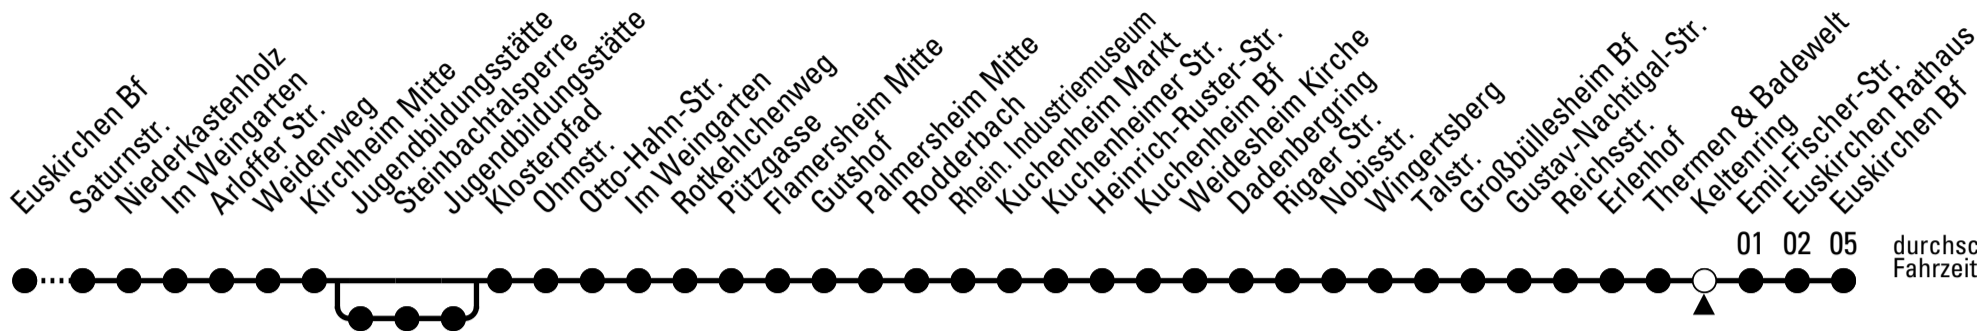 Euskirchen Bf
Saturnstr.
Niederkastenholz
Im Weingarten
Arloffer Str.
Weidenweg
Kirchheim Mitte
Jugendbildungsstätte
Steinbachtalsperre
Jugendbildungsstätte
Klosterpfad
Ohmstr.
Otto-Hahn-Str.
Im Weingarten
Rotkehlchenweg
Pützgasse
Flamersheim Mitte
Gutshof
Palmersheim Mitte
Rodderbach
Rhein. Industriemuseum
Kuchenheim Markt
Kuchenheimer Str.
Heinrich-Ruster-Str.
Kuchenheim Bf
Weidesheim Kirche
Dadenbergring
Rigaer Str.
Nobisstr.
Wingertsberg
Talstr.
Großbüllesheim Bf
Gustav-Nachtigal-Str.
Reichsstr.
Erlenhof
Thermen & Badewelt
Keltenring
Emil-Fischer-Str.
Euskirchen Rathaus
Euskirchen Bf
01 02 05
durchsc
Fahrzeit